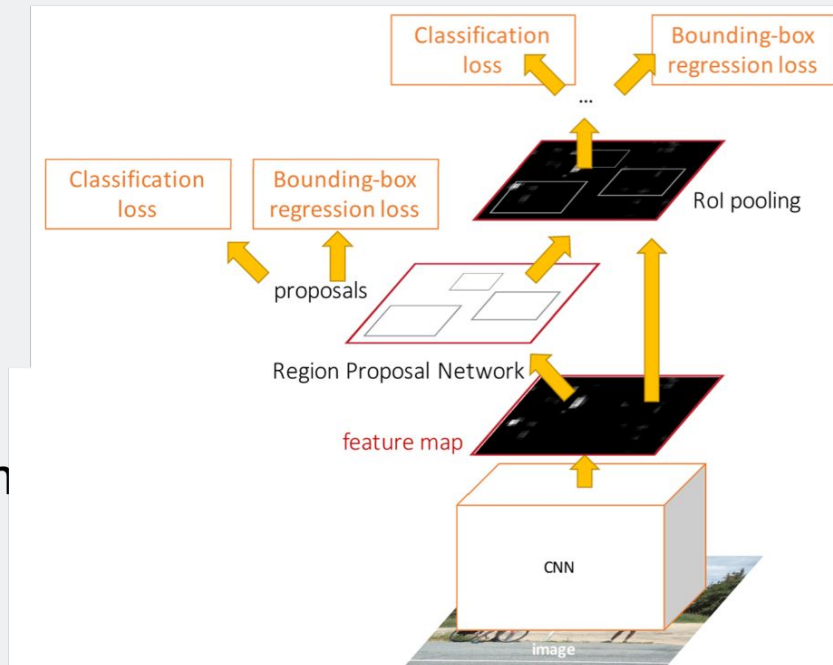 Classification
loss
Bounding-box
regression loss
...
Classification
loss
Bounding-box
regression loss
RoI pooling
proposals
Region Proposal Network
feature map
CNN
image